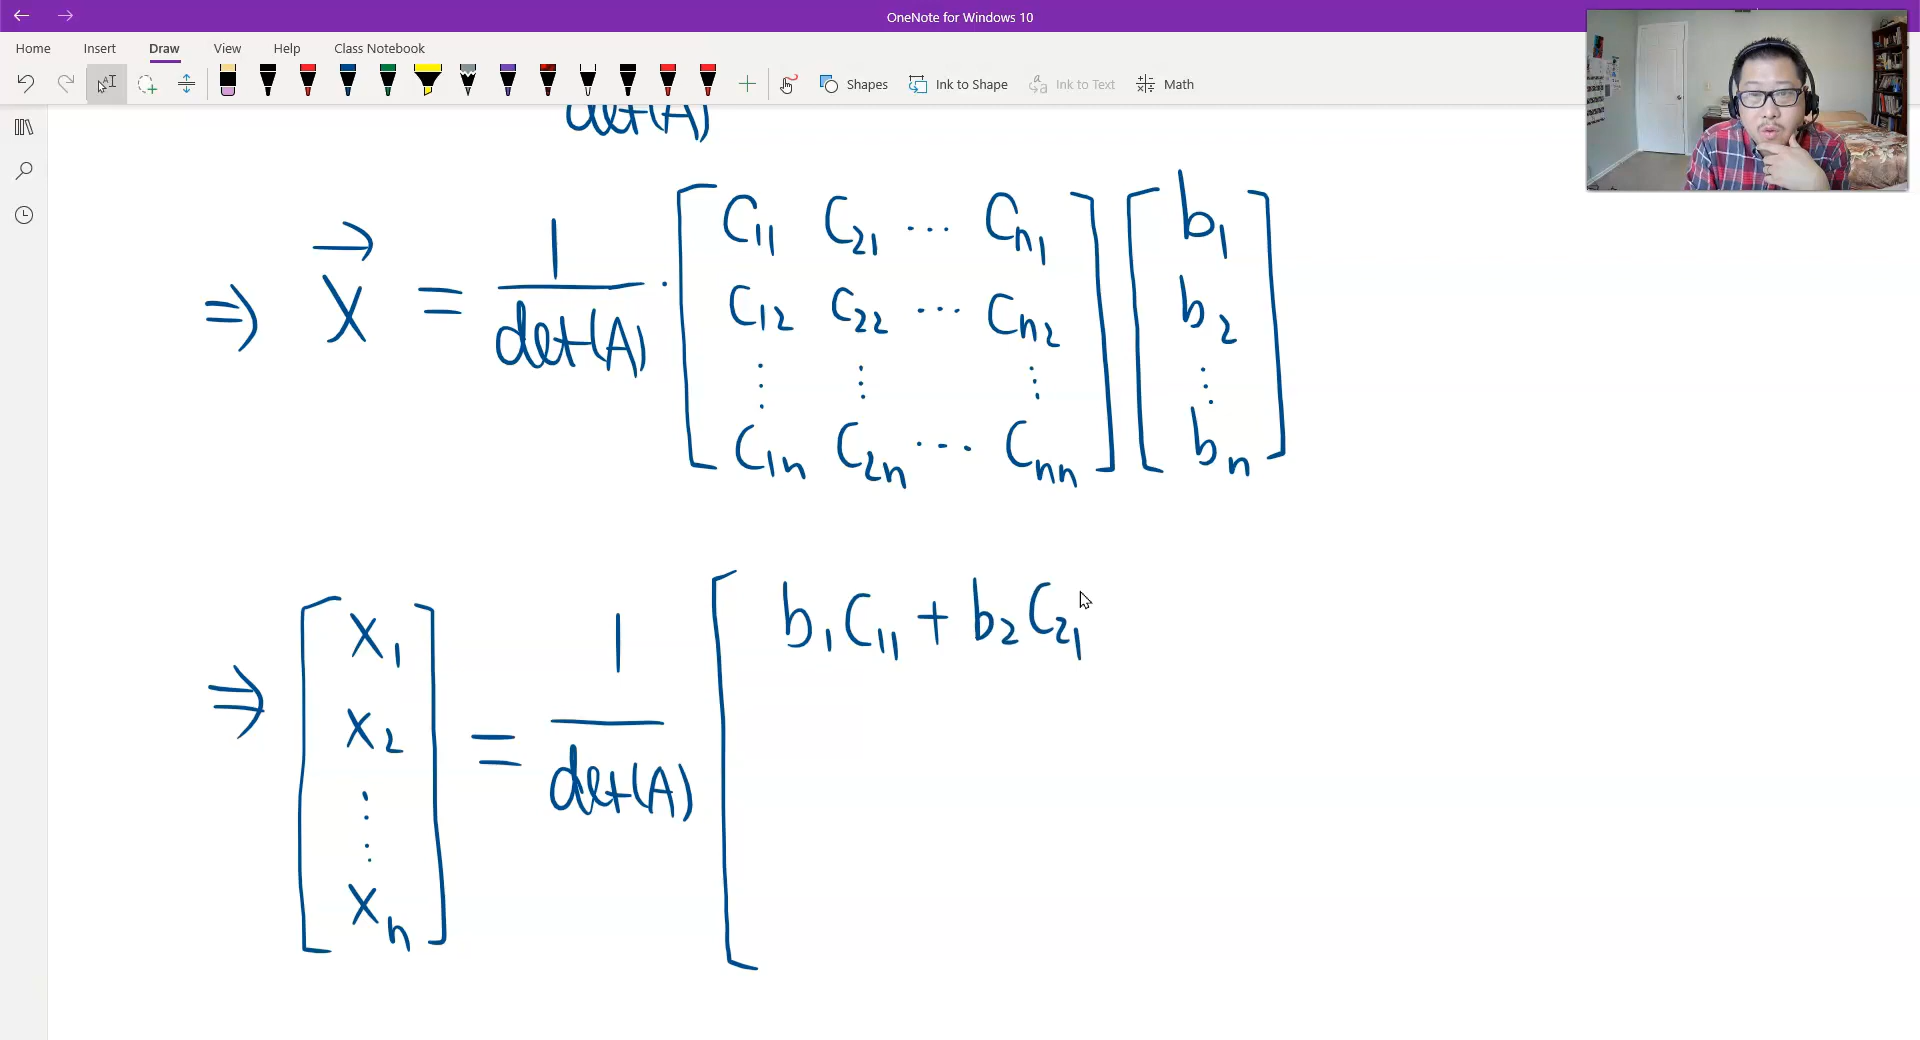 OneNote for Windows 10
Home Insert Draw View Help Class Notebook
Shapes Ink to Shape Ink to Text Math
det(A)
⇒ X⃗ = 1/det(A) · [ C₁₁ C₂₁ ··· Cₙ₁ ] [ b₁ ]
C₁₂ C₂₂ ··· Cₙ₂ b₂
⋮ ⋮ ⋮ ⋮
C₁ₙ C₂ₙ ··· Cₙₙ bₙ
⇒ [ x₁ x₂ ⋮ xₙ ] = 1/det(A) [ b₁C₁₁ + b₂C₂₁